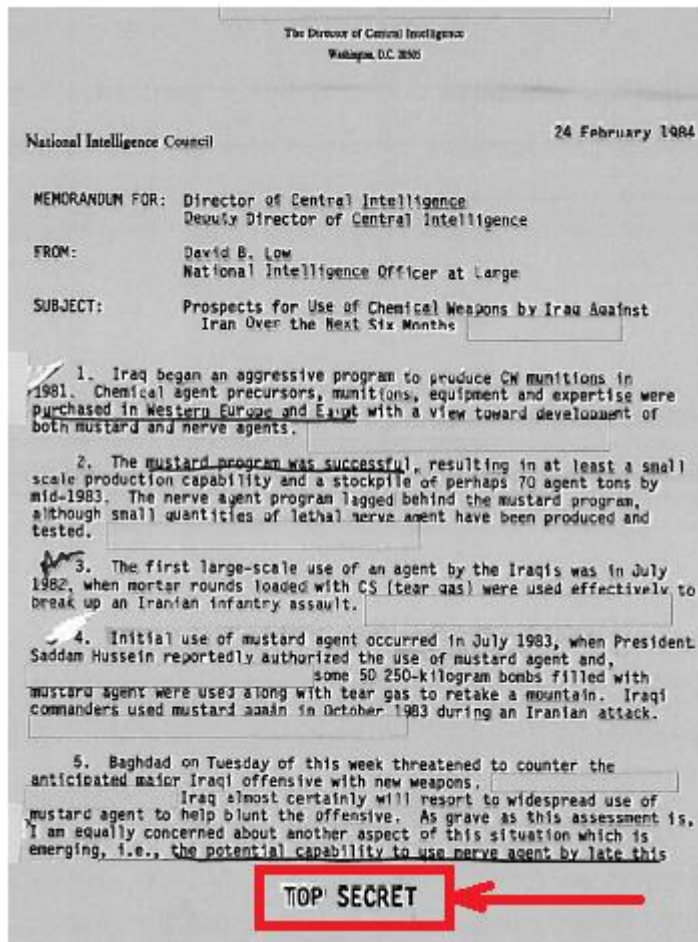 The Director of Central Intelligence
Washington, D.C. 20505
National Intelligence Council
24 February 1984
MEMORANDUM FOR: Director of Central Intelligence
Deputy Director of Central Intelligence
FROM: David B. Low
National Intelligence Officer at Large
SUBJECT: Prospects for Use of Chemical Weapons by Iraq Against
Iran Over the Next Six Months
1. Iraq began an aggressive program to produce CW munitions in
1981. Chemical agent precursors, munitions, equipment and expertise were
purchased in Western Europe and Egypt with a view toward development of
both mustard and nerve agents.
2. The mustard program was successful, resulting in at least a small
scale production capability and a stockpile of perhaps 70 agent tons by
mid-1983. The nerve agent program lagged behind the mustard program,
although small quantities of lethal nerve agent have been produced and
tested.
3. The first large-scale use of an agent by the Iraqis was in July
1982, when mortar rounds loaded with CS (tear gas) were used effectively to
break up an Iranian infantry assault.
4. Initial use of mustard agent occurred in July 1983, when President
Saddam Hussein reportedly authorized the use of mustard agent and,
some 50 250-kilogram bombs filled with
mustard agent were used along with tear gas to retake a mountain. Iraqi
commanders used mustard again in October 1983 during an Iranian attack.
5. Baghdad on Tuesday of this week threatened to counter the
anticipated major Iraqi offensive with new weapons.
Iraq almost certainly will resort to widespread use of
mustard agent to help blunt the offensive. As grave as this assessment is,
I am equally concerned about another aspect of this situation which is
emerging, i.e., the potential capability to use nerve agent by late this
TOP SECRET